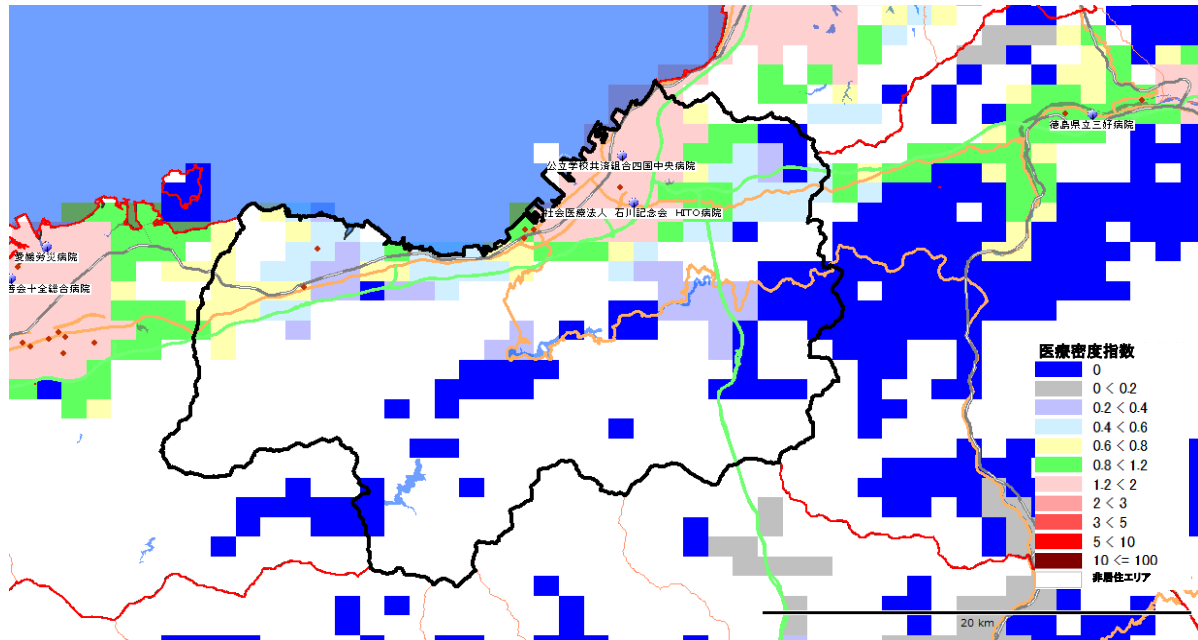 徳島県立三好病院
公立学校共済組合四国中央病院
社会医療法人 石川記念会 HITO病院
愛媛労災病院
善会十全総合病院
医療密度指数
0
0 < 0.2
0.2 < 0.4
0.4 < 0.6
0.6 < 0.8
0.8 < 1.2
1.2 < 2
2 < 3
3 < 5
5 < 10
10 <= 100
非居住エリア
20 km